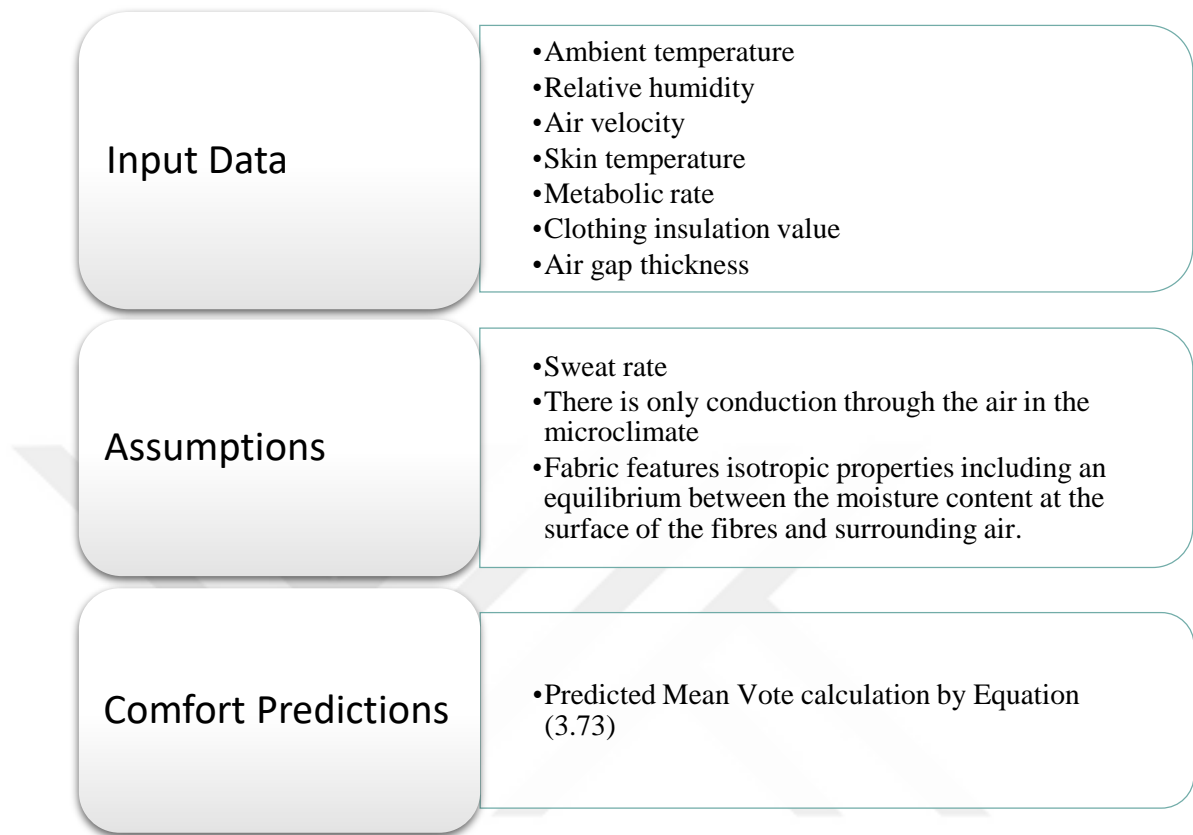 Input Data
•Ambient temperature
•Relative humidity
•Air velocity
•Skin temperature
•Metabolic rate
•Clothing insulation value
•Air gap thickness
Assumptions
•Sweat rate
•There is only conduction through the air in the
microclimate
•Fabric features isotropic properties including an
equilibrium between the moisture content at the
surface of the fibres and surrounding air.
Comfort Predictions
•Predicted Mean Vote calculation by Equation
(3.73)